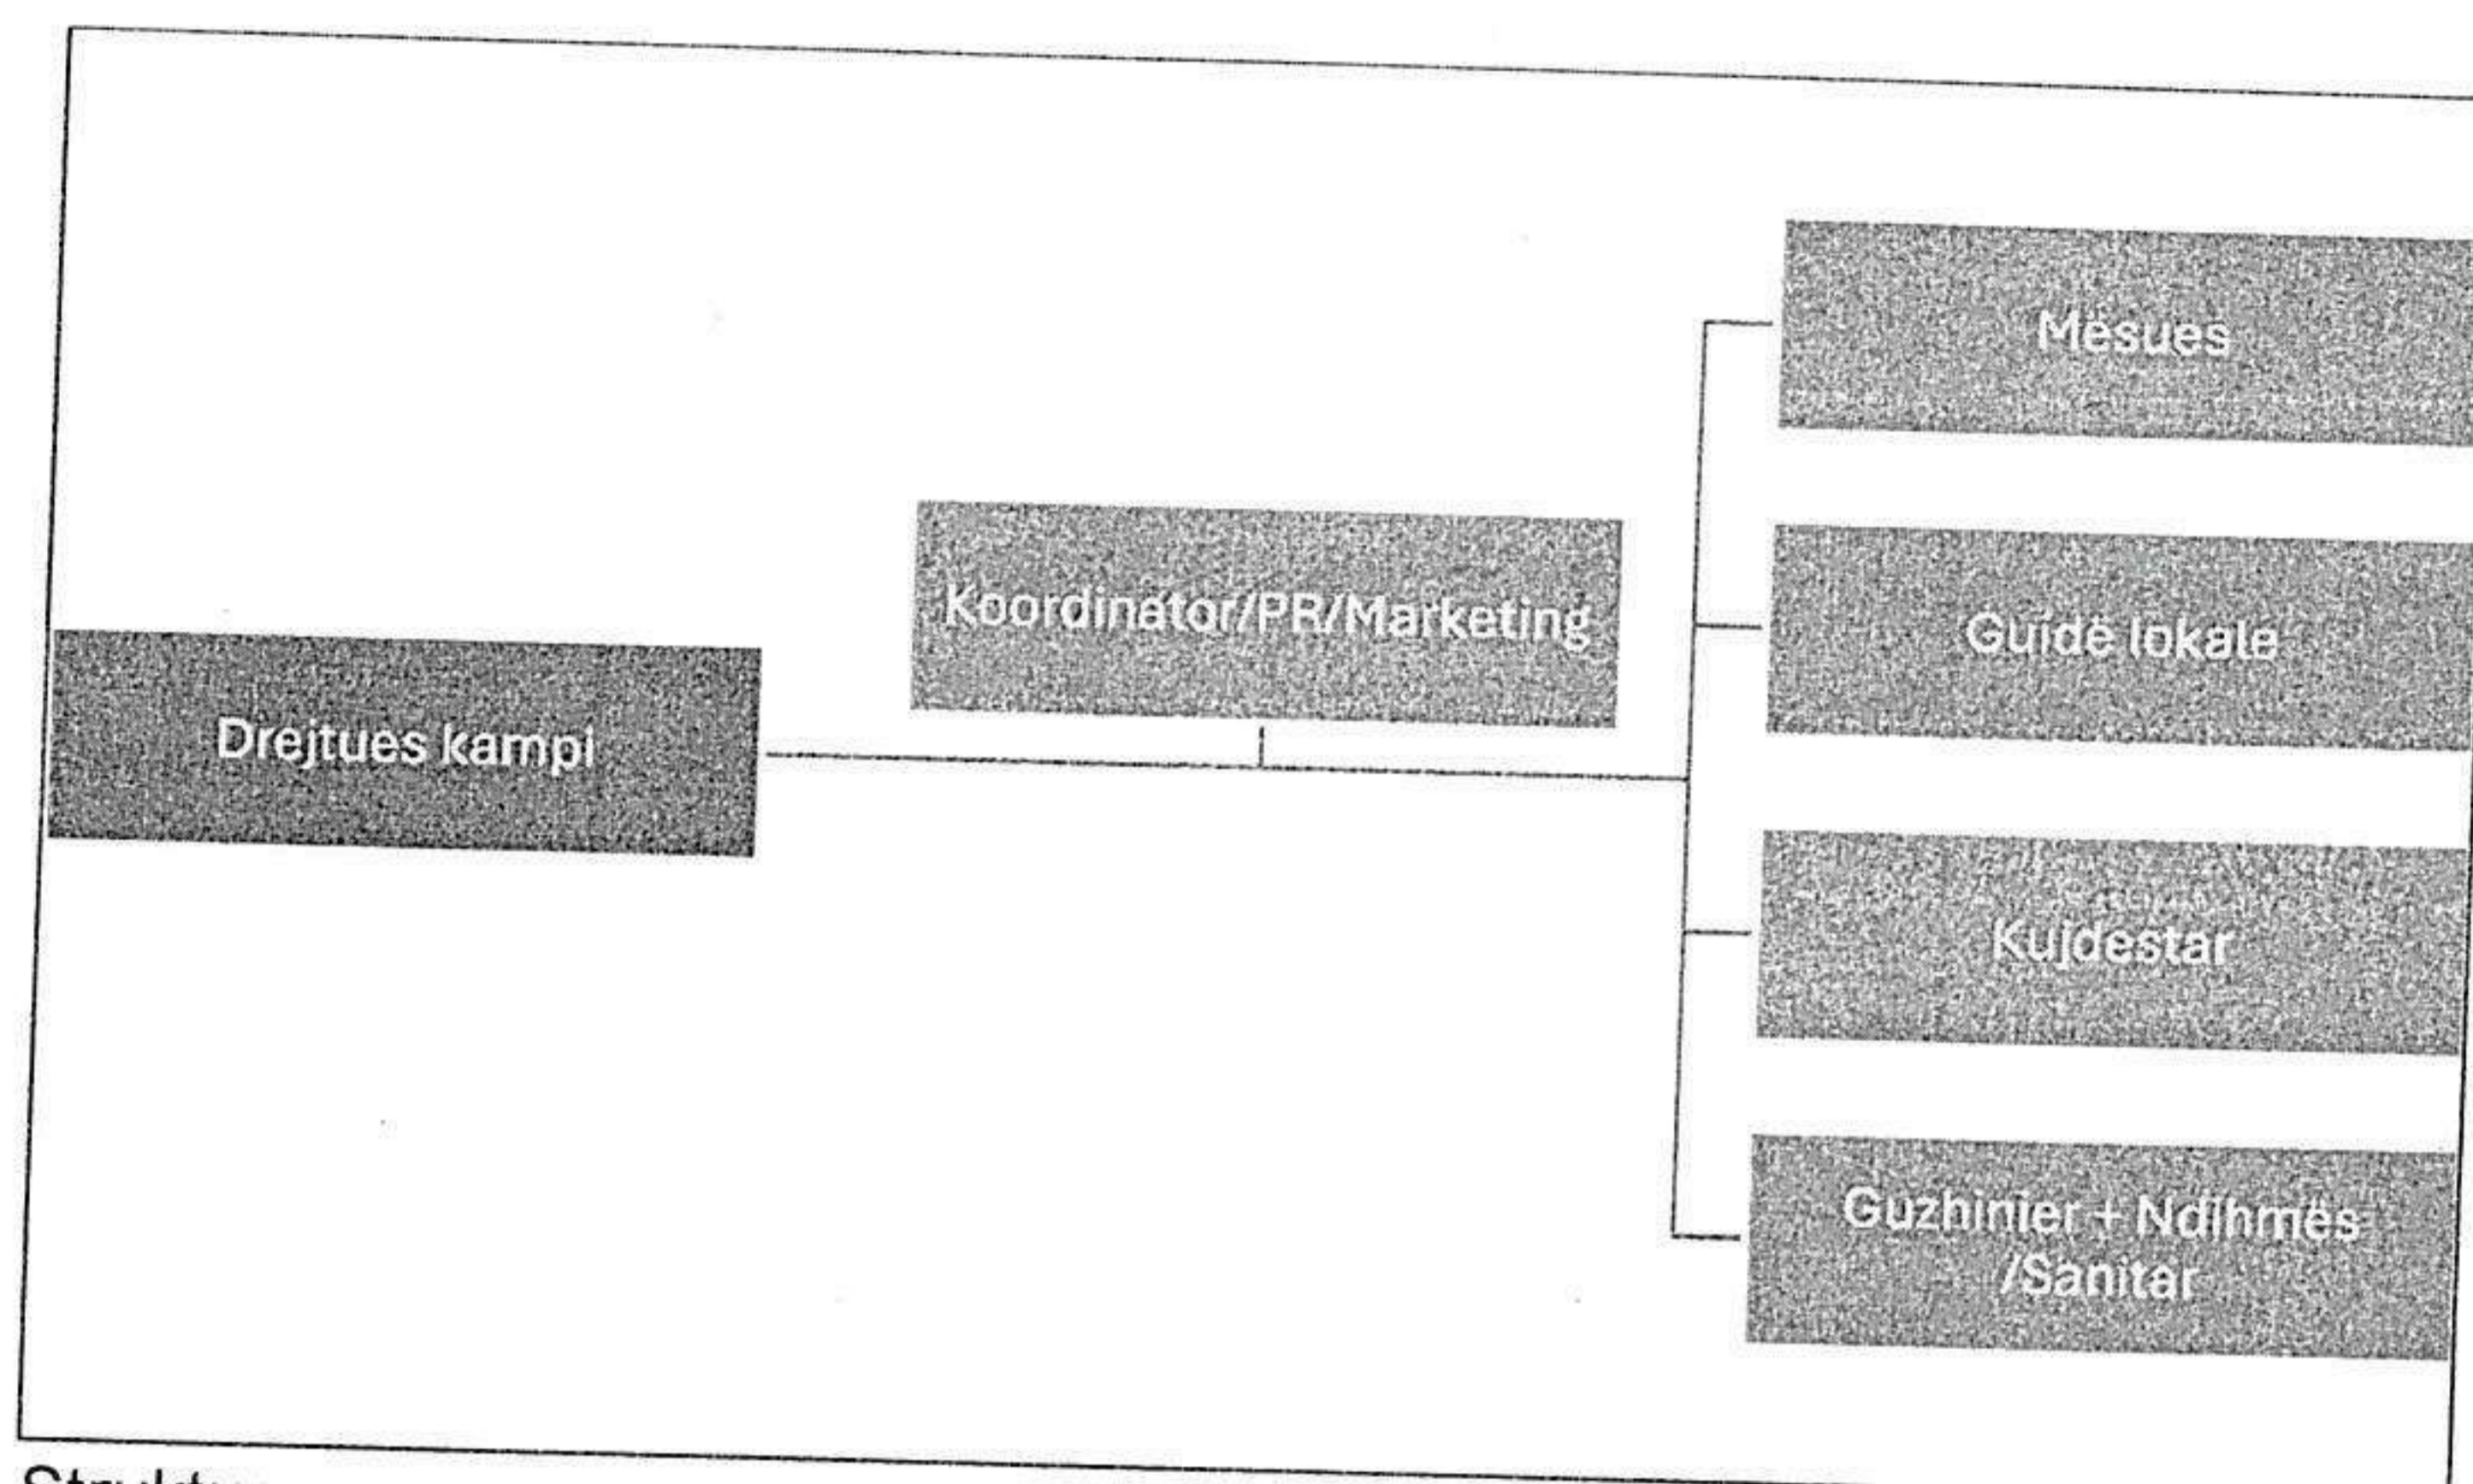 Mësues
Koordinator/PR/Marketing
Guidë lokale
Drejtues kampi
Kujdestar
Guzhinier + Ndihmës
/Sanitar